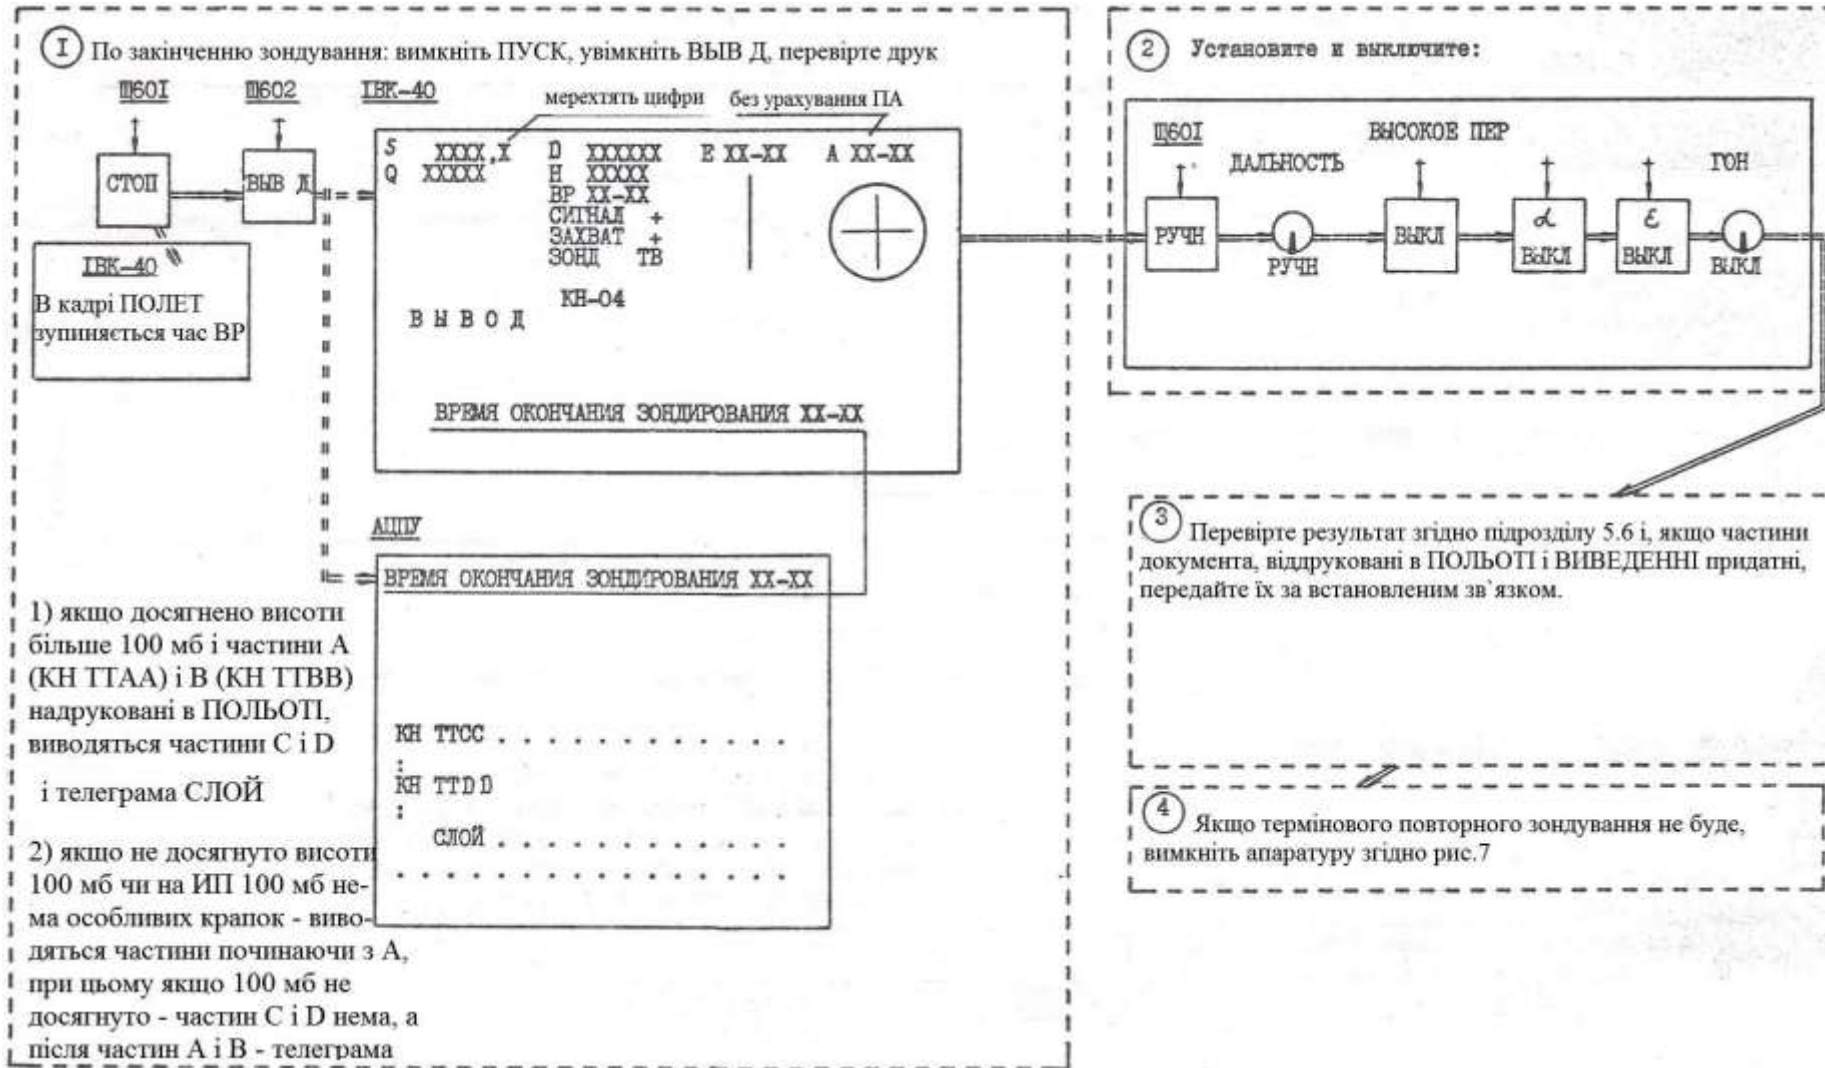 I По закінченню зондування: вимкніть ПУСК, увімкніть ВЫВ Д, перевірте друк
Щ60I Щ602 IВК-40
мерехтять цифри без урахування ПА
СТОП ВЫВ Д
S XXXX,X D XXXXXX E XX-XX A XX-XX
Q XXXXX H XXXXX
ВР XX-XX
СИГНАЛ +
ЗАХВАТ +
ЗОНД ТВ
КН-04
В Ы В О Д
ВРЕМЯ ОКОНЧАНИЯ ЗОНДИРОВАНИЯ XX-XX
IВК-40
В кадрі ПОЛЕТ
зупиняється час ВР
АЦПУ
ВРЕМЯ ОКОНЧАНИЯ ЗОНДИРОВАНИЯ XX-XX
КН ТТСС . . . . . . . . . . . .
:
КН ТТDD
:
СЛОЙ . . . . . . . . . . . .
. . . . . . . . . . . . . . . .
1) якщо досягнено висоти
більше 100 мб і частини А
(КН ТТАА) і В (КН ТТВВ)
надруковані в ПОЛЬОТІ,
виводяться частини С і D
і телеграма СЛОЙ
2) якщо не досягнуто висоти
100 мб чи на ИП 100 мб не-
ма особливих крапок - виво-
дяться частини починаючи з А,
при цьому якщо 100 мб не
досягнуто - частин С і D нема, а
після частин А і В - телеграма
2 Установите и выключите:
Щ60I ДАЛЬНОСТЬ ВЫСОКОЕ ПЕР ГОН
РУЧН РУЧН ВЫКЛ α ВЫКЛ ε ВЫКЛ ВЫКЛ
3 Перевірте результат згідно підрозділу 5.6 і, якщо частини
документа, віддруковані в ПОЛЬОТІ і ВИВЕДЕННІ придатні,
передайте їх за встановленим зв`язком.
4 Якщо термінового повторного зондування не буде,
вимкніть апаратуру згідно рис.7